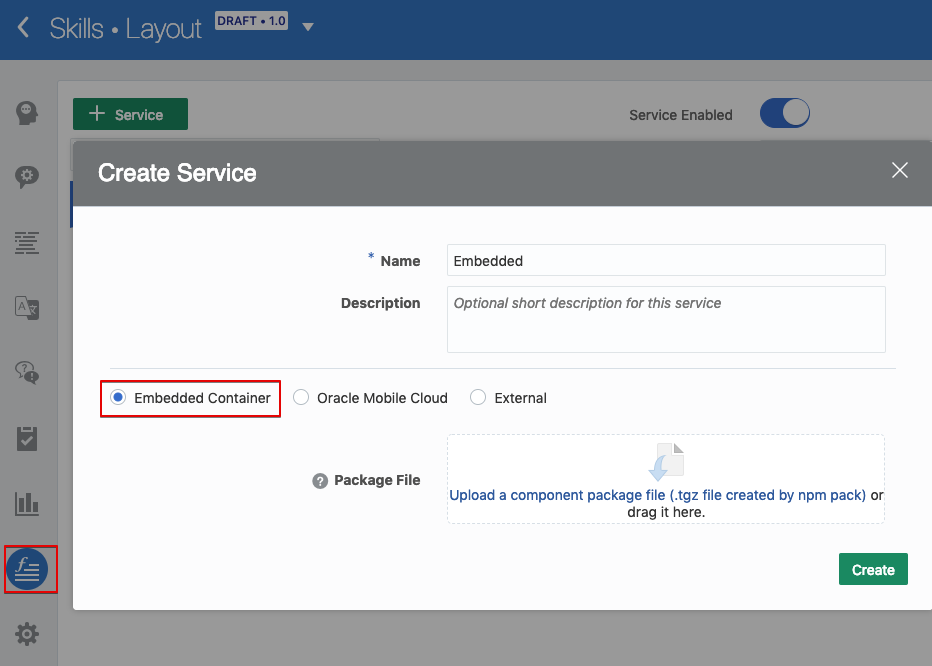 Skills • Layout
DRAFT • 1.0
Service
Service Enabled
Create Service
* Name
Embedded
Description
Optional short description for this service
Embedded Container
Oracle Mobile Cloud
External
? Package File
Upload a component package file (.tgz file created by npm pack) or
drag it here.
Create